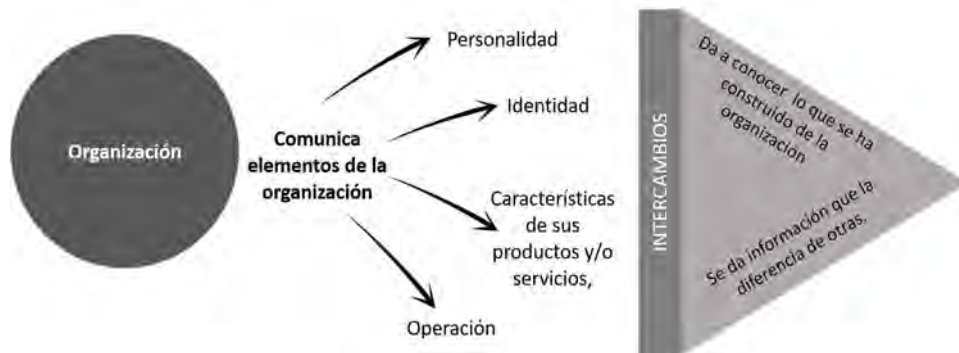 Organización
Comunica
elementos de la
organización
Personalidad
Identidad
Característícas
de sus
productos y/o
servicios,
Operación
INTERCAMBIOS
Da a conocer lo que se ha
construido de la
organización
Se da información que la
diferencia de otras,